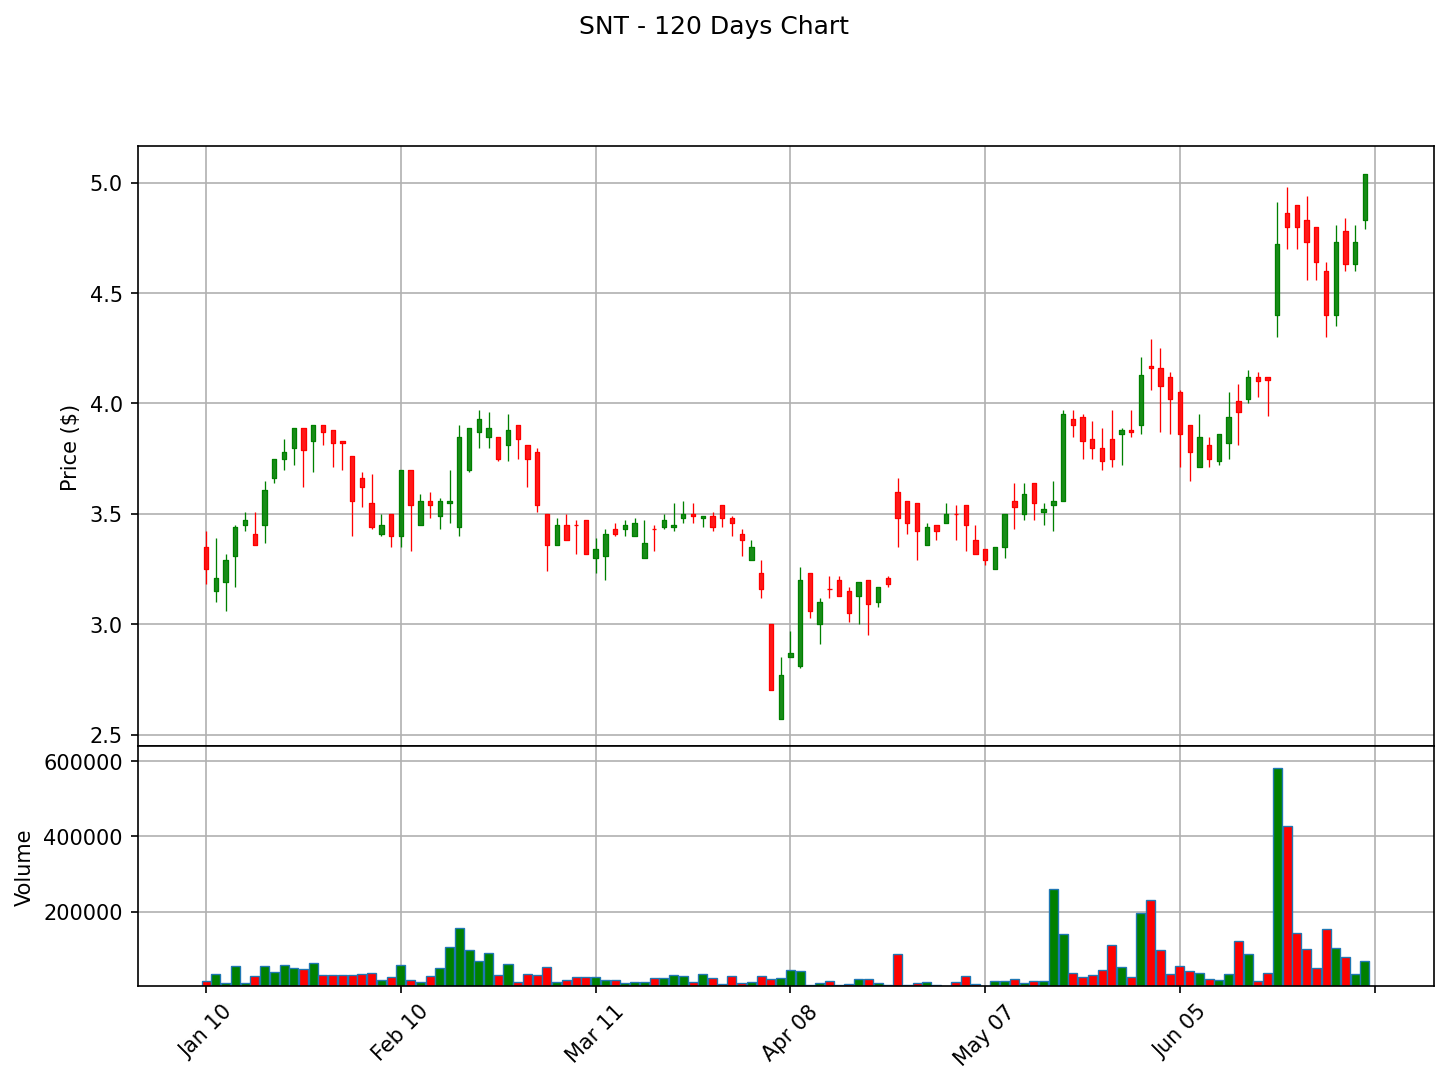 SNT - 120 Days Chart
Price ($)
5.0
4.5
4.0
3.5
3.0
2.5
Volume
600000
400000
200000
Jan 10
Feb 10
Mar 11
Apr 08
May 07
Jun 05